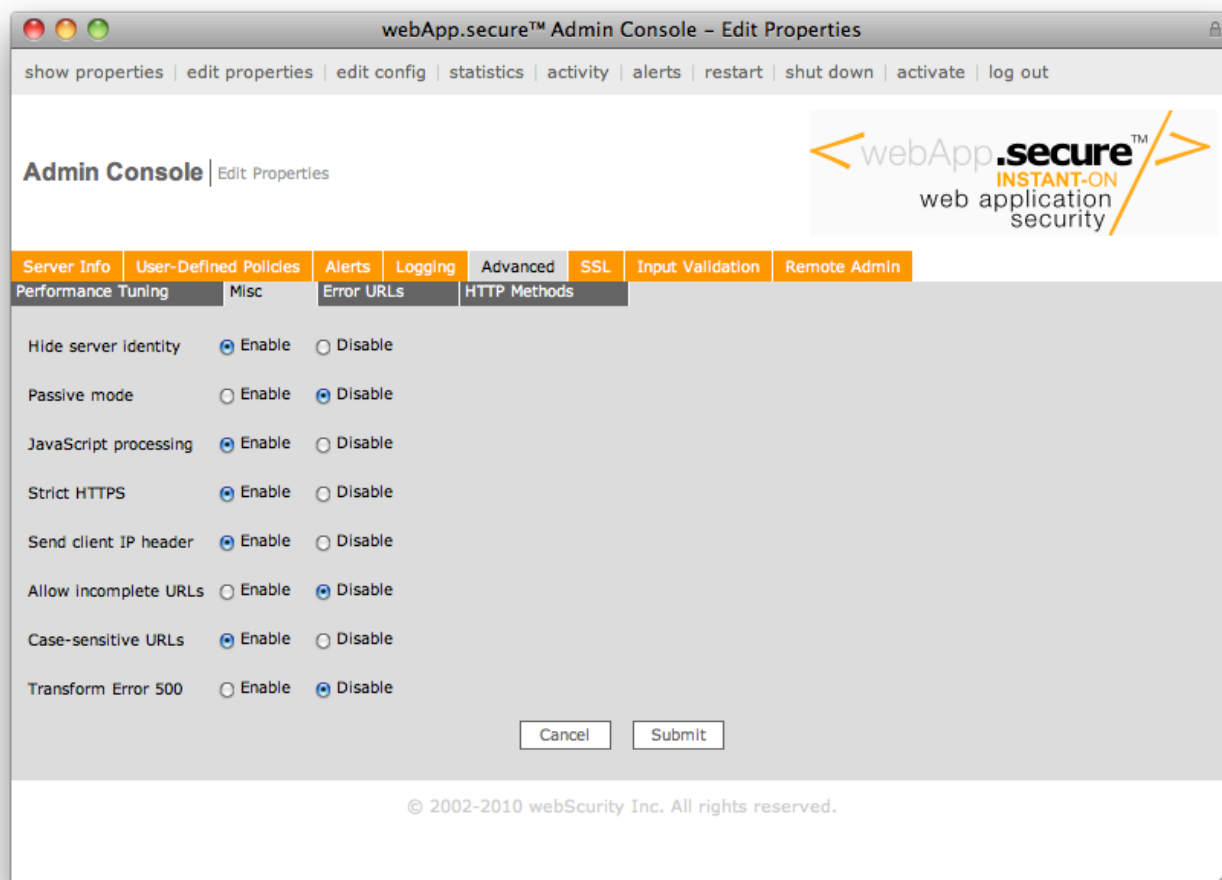 webApp.secure™ Admin Console – Edit Properties
show properties | edit properties | edit config | statistics | activity | alerts | restart | shut down | activate | log out
<webApp.secure™/>
INSTANT-ON
web application
security
Admin Console | Edit Properties
Server Info User-Defined Policies Alerts Logging Advanced SSL Input Validation Remote Admin
Performance Tuning Misc Error URLs HTTP Methods
Hide server identity Enable Disable
Passive mode Enable Disable
JavaScript processing Enable Disable
Strict HTTPS Enable Disable
Send client IP header Enable Disable
Allow incomplete URLs Enable Disable
Case-sensitive URLs Enable Disable
Transform Error 500 Enable Disable
Cancel Submit
© 2002-2010 webScurity Inc. All rights reserved.